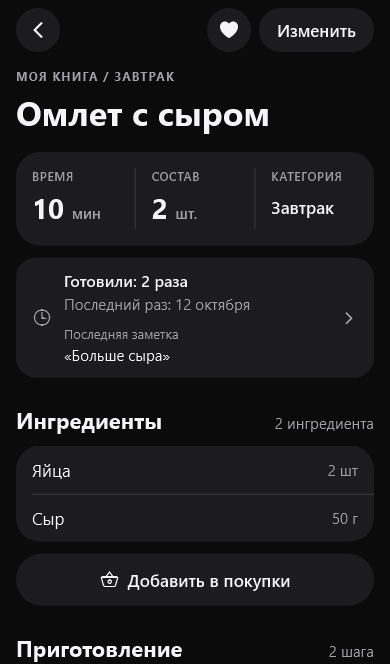 Изменить
МОЯ КНИГА / ЗАВТРАК
Омлет с сыром
ВРЕМЯ СОСТАВ КАТЕГОРИЯ
10 мин 2 шт. Завтрак
Готовили: 2 раза
Последний раз: 12 октября
Последняя заметка
«Больше сыра»
Ингредиенты 2 ингредиента
Яйца 2 шт
Сыр 50 г
Добавить в покупки
Приготовление 2 шага